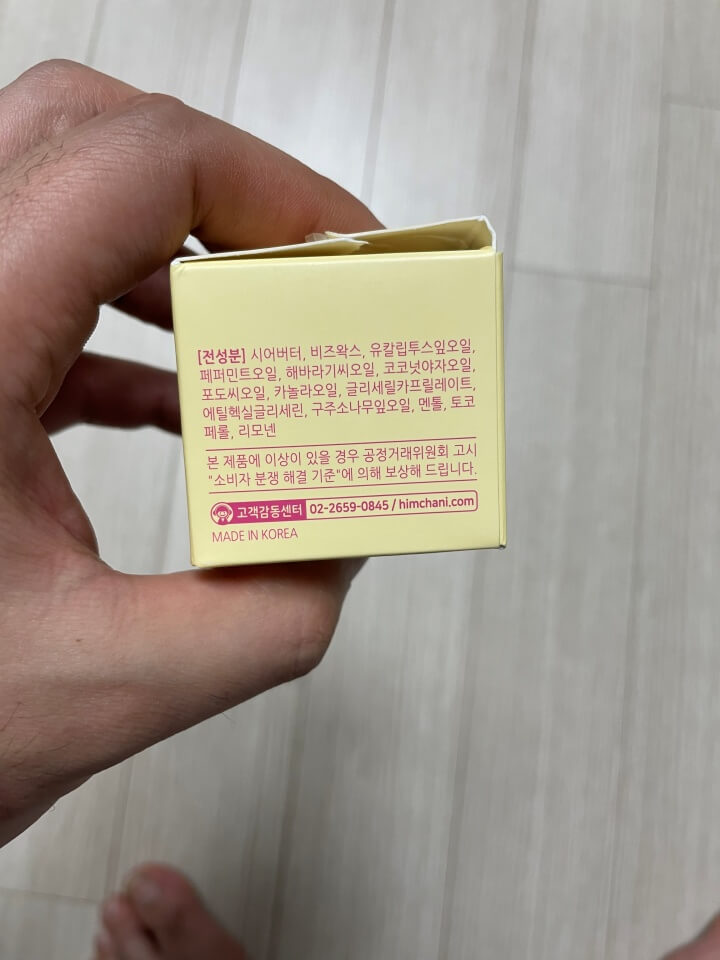 [전성분] 시어버터, 비즈왁스, 유칼립투스잎오일,
페퍼민트오일, 해바라기씨오일, 코코넛야자오일,
포도씨오일, 카놀라오일, 글리세릴카프릴레이트,
에틸헥실글리세린, 구주소나무잎오일, 멘톨, 토코
페롤, 리모넨
본 제품에 이상이 있을 경우 공정거래위원회 고시
"소비자 분쟁 해결 기준"에 의해 보상해 드립니다.
고객감동센터 02-2659-0845 / himchani.com
MADE IN KOREA